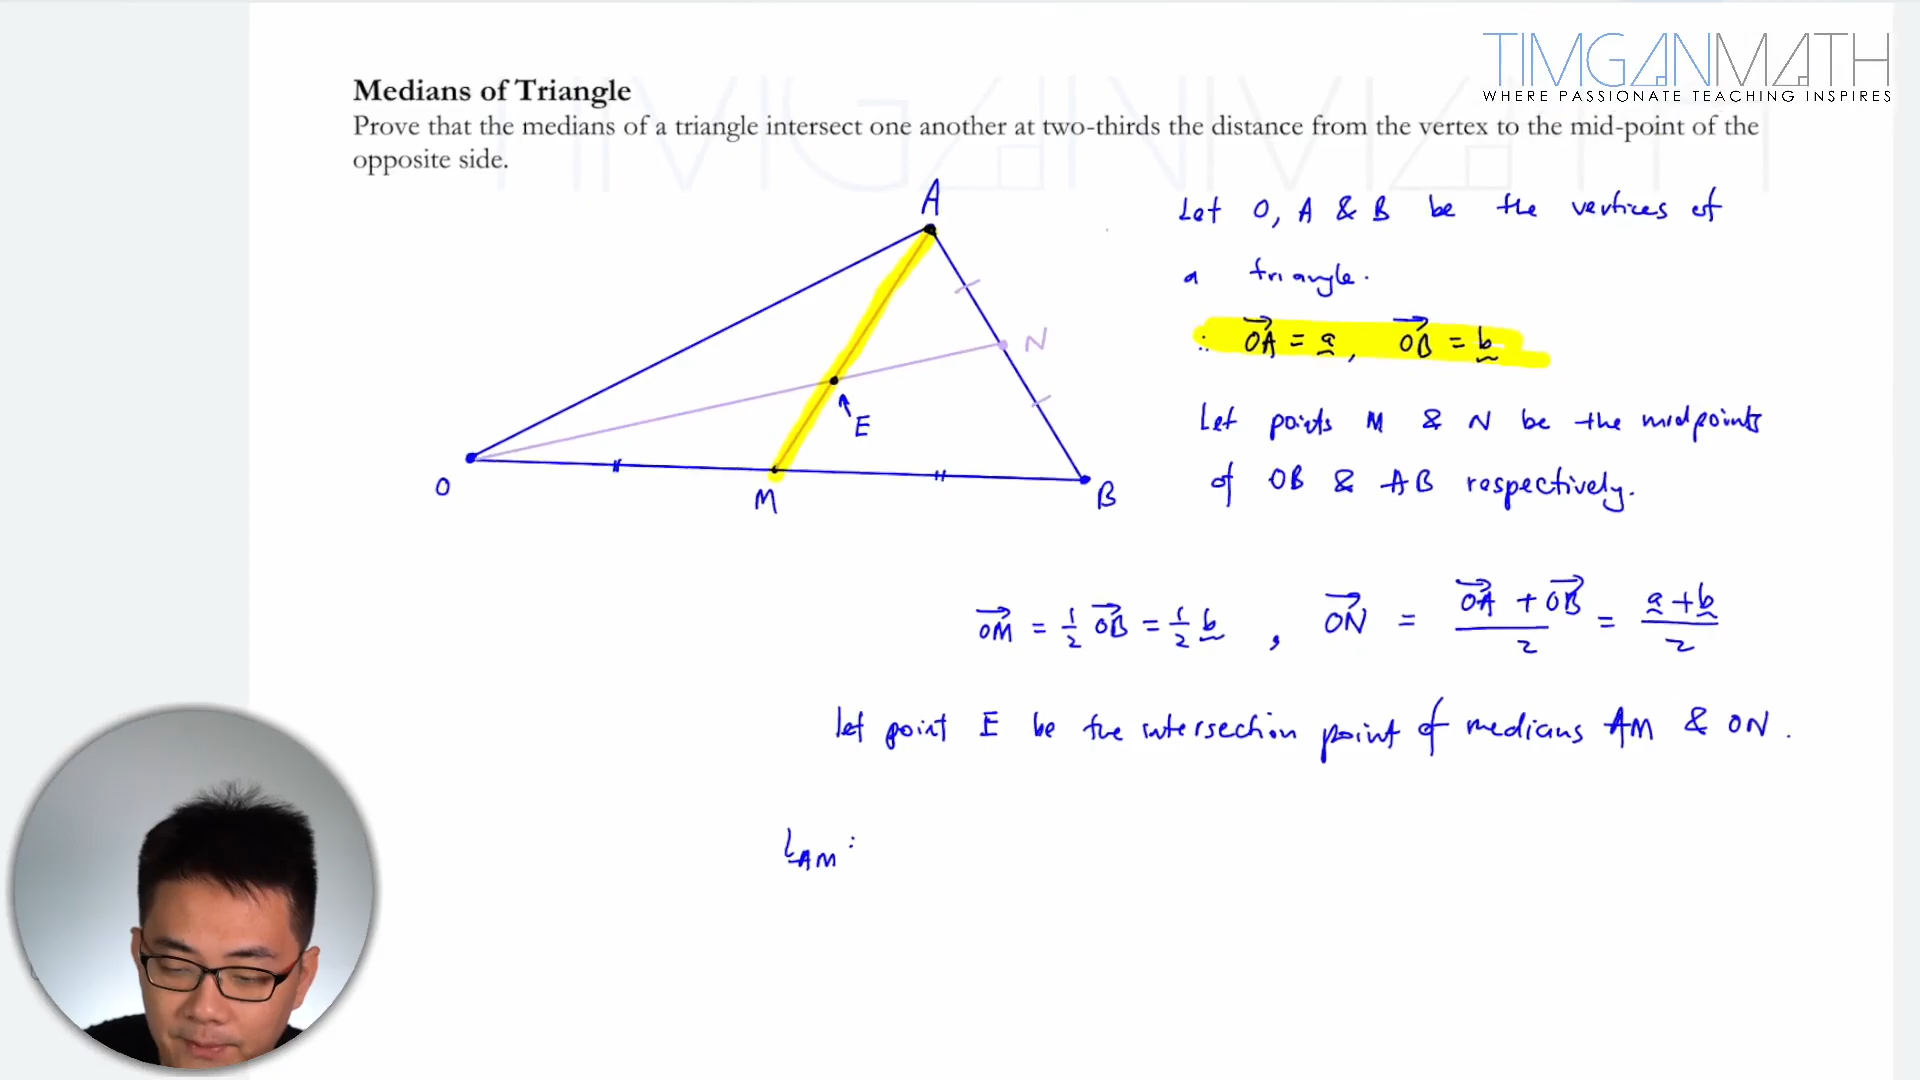 TIMGANMATH
WHERE PASSIONATE TEACHING INSPIRES
Medians of Triangle
Prove that the medians of a triangle intersect one another at two-thirds the distance from the vertex to the mid-point of the
opposite side.
A
N
E
O
M
B
Let O, A & B be the vertices of
a triangle.
∴ →OA = a, →OB = b
Let points M & N be the midpoints
of OB & AB respectively.
→OM = 1/2 →OB = 1/2 b , →ON = (→OA + →OB)/2 = (a + b)/2
let point E be the intersection point of medians AM & ON.
L_AM :